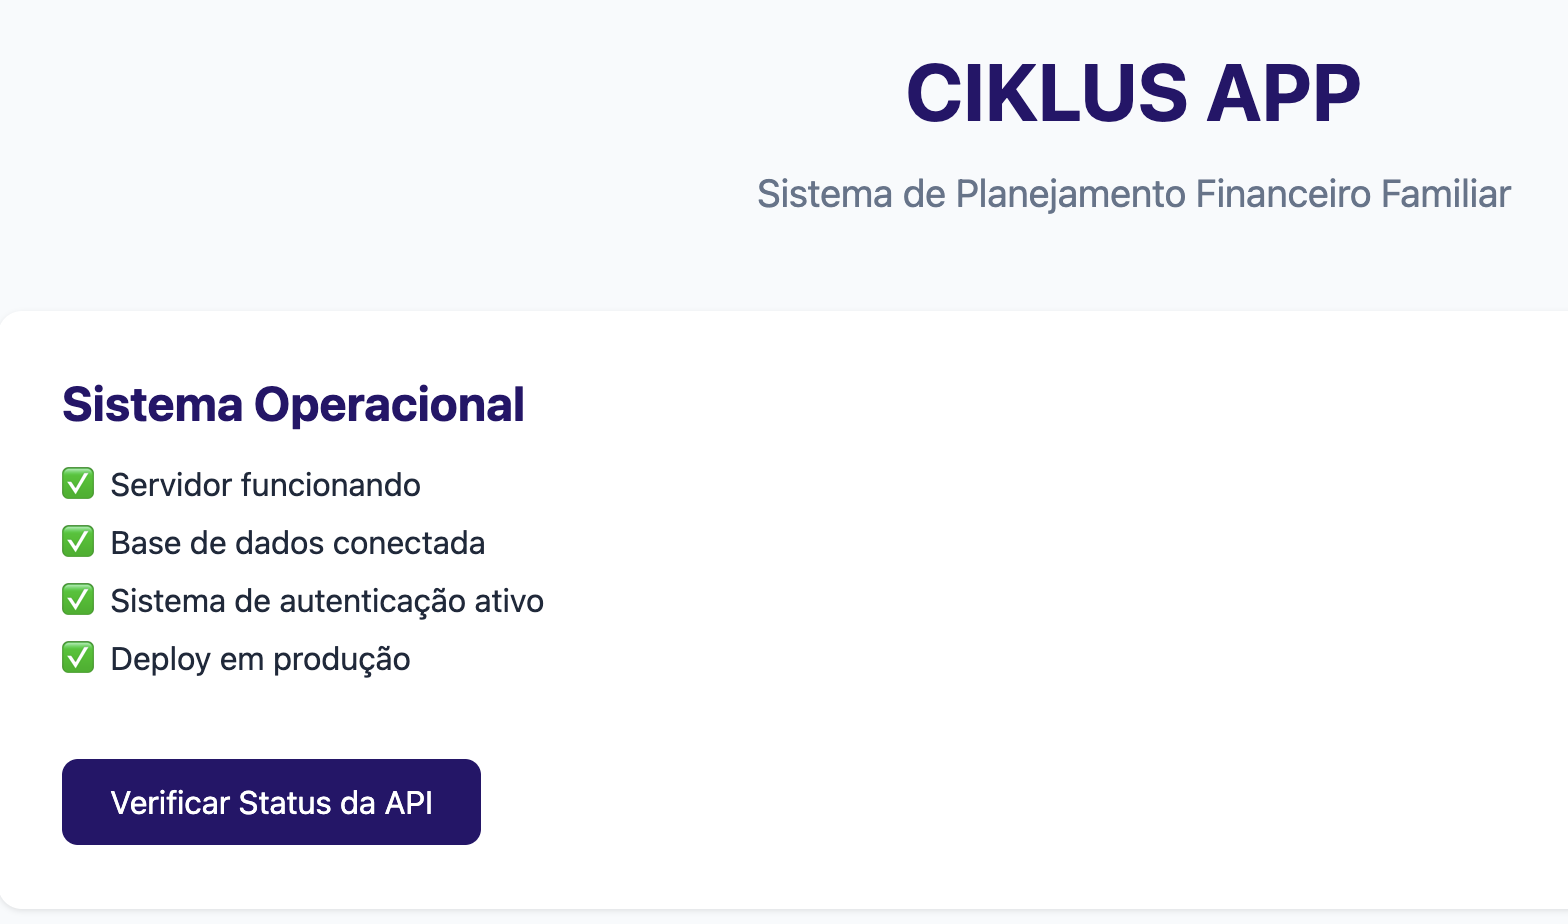 CIKLUS APP
Sistema de Planejamento Financeiro Familiar
Sistema Operacional
✅ Servidor funcionando
✅ Base de dados conectada
✅ Sistema de autenticação ativo
✅ Deploy em produção
Verificar Status da API